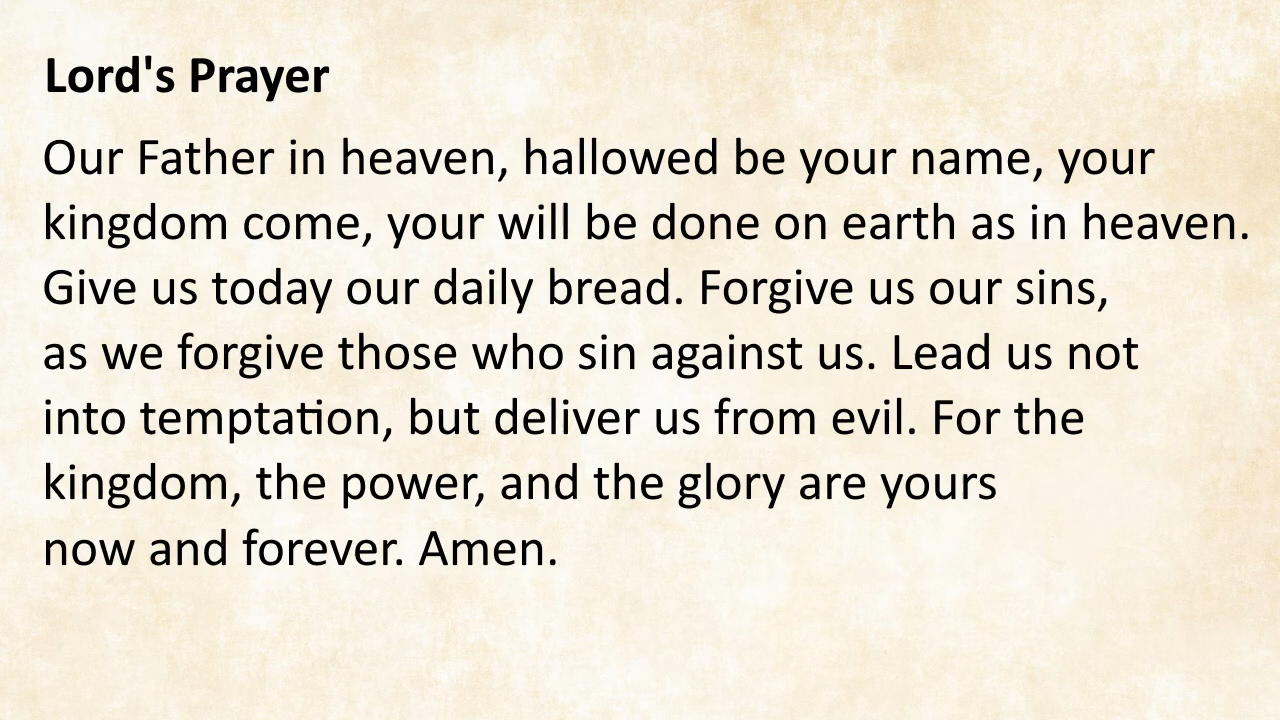 Lord's Prayer
Our Father in heaven, hallowed be your name, your
kingdom come, your will be done on earth as in heaven.
Give us today our daily bread. Forgive us our sins,
as we forgive those who sin against us. Lead us not
into temptation, but deliver us from evil. For the
kingdom, the power, and the glory are yours
now and forever. Amen.